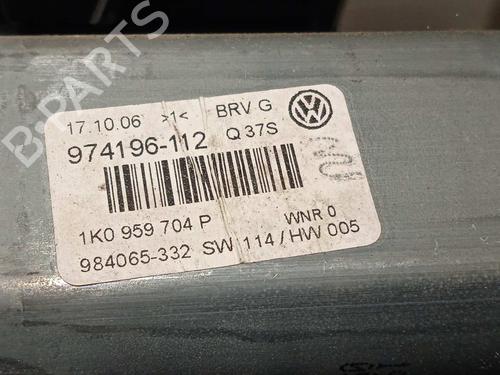 17.10.06 >1< BRV G
974196-112 Q 37S
1K0 959 704 P WNR 0
984065-332 SW 114 / HW 005
B-Parts